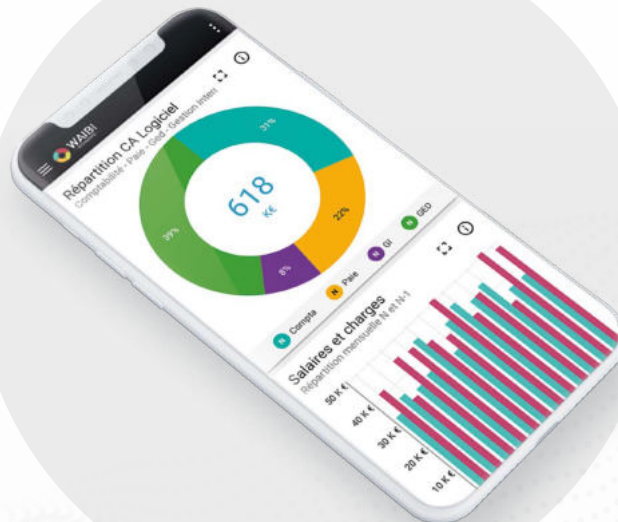 WAIBI
Répartition CA Logiciel
Comptabilité - Paie - Ged - Gestion Intern
31%
39%
618
K€
22%
8%
N Compta
N Paie
N GI
N GED
Salaires et charges
Répartition mensuelle N et N-1
50 K €
40 K €
30 K €
20 K €
10 K €